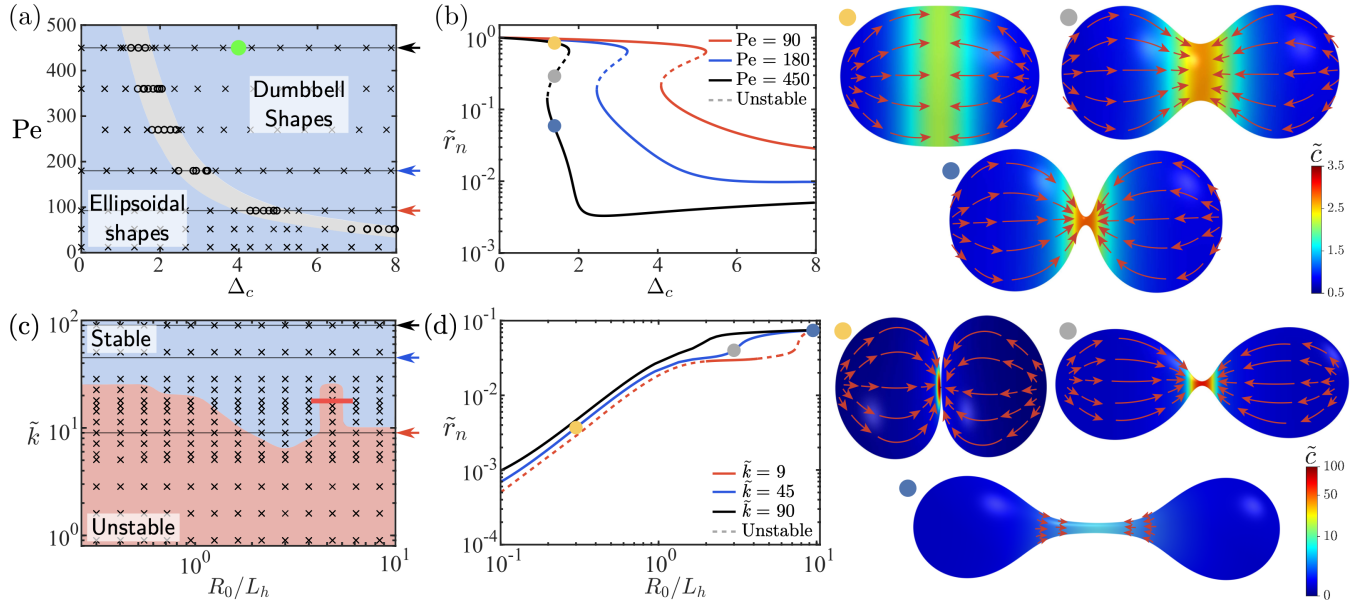 (a)
500
400
300
200
100
0
Pe
Dumbbell
Shapes
Ellipsoidal
shapes
0 2 4 6 8
Δ_c
(b)
10^0
10^-1
10^-2
10^-3
r̃_n
Pe = 90
Pe = 180
Pe = 450
Unstable
0 2 4 6 8
Δ_c
c̃
3.5
2.5
1.5
0.5
(c)
10^2
10^1
10^0
k̃
Stable
Unstable
10^0 10^1
R_0/L_h
(d)
10^-1
10^-2
10^-3
10^-4
r̃_n
k̃ = 9
k̃ = 45
k̃ = 90
Unstable
10^-1 10^0 10^1
R_0/L_h
c̃
100
50
10
0